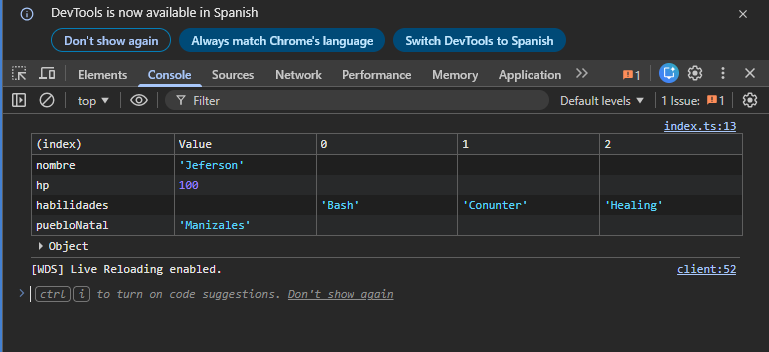 DevTools is now available in Spanish
Don't show again Always match Chrome's language Switch DevTools to Spanish
Elements Console Sources Network Performance Memory Application 1
top Filter Default levels 1 Issue: 1
index.ts:13
(index) Value 0 1 2
nombre 'Jeferson'
hp 100
habilidades 'Bash' 'Conunter' 'Healing'
puebloNatal 'Manizales'
Object
[WDS] Live Reloading enabled. client:52
ctrl i to turn on code suggestions. Don't show again